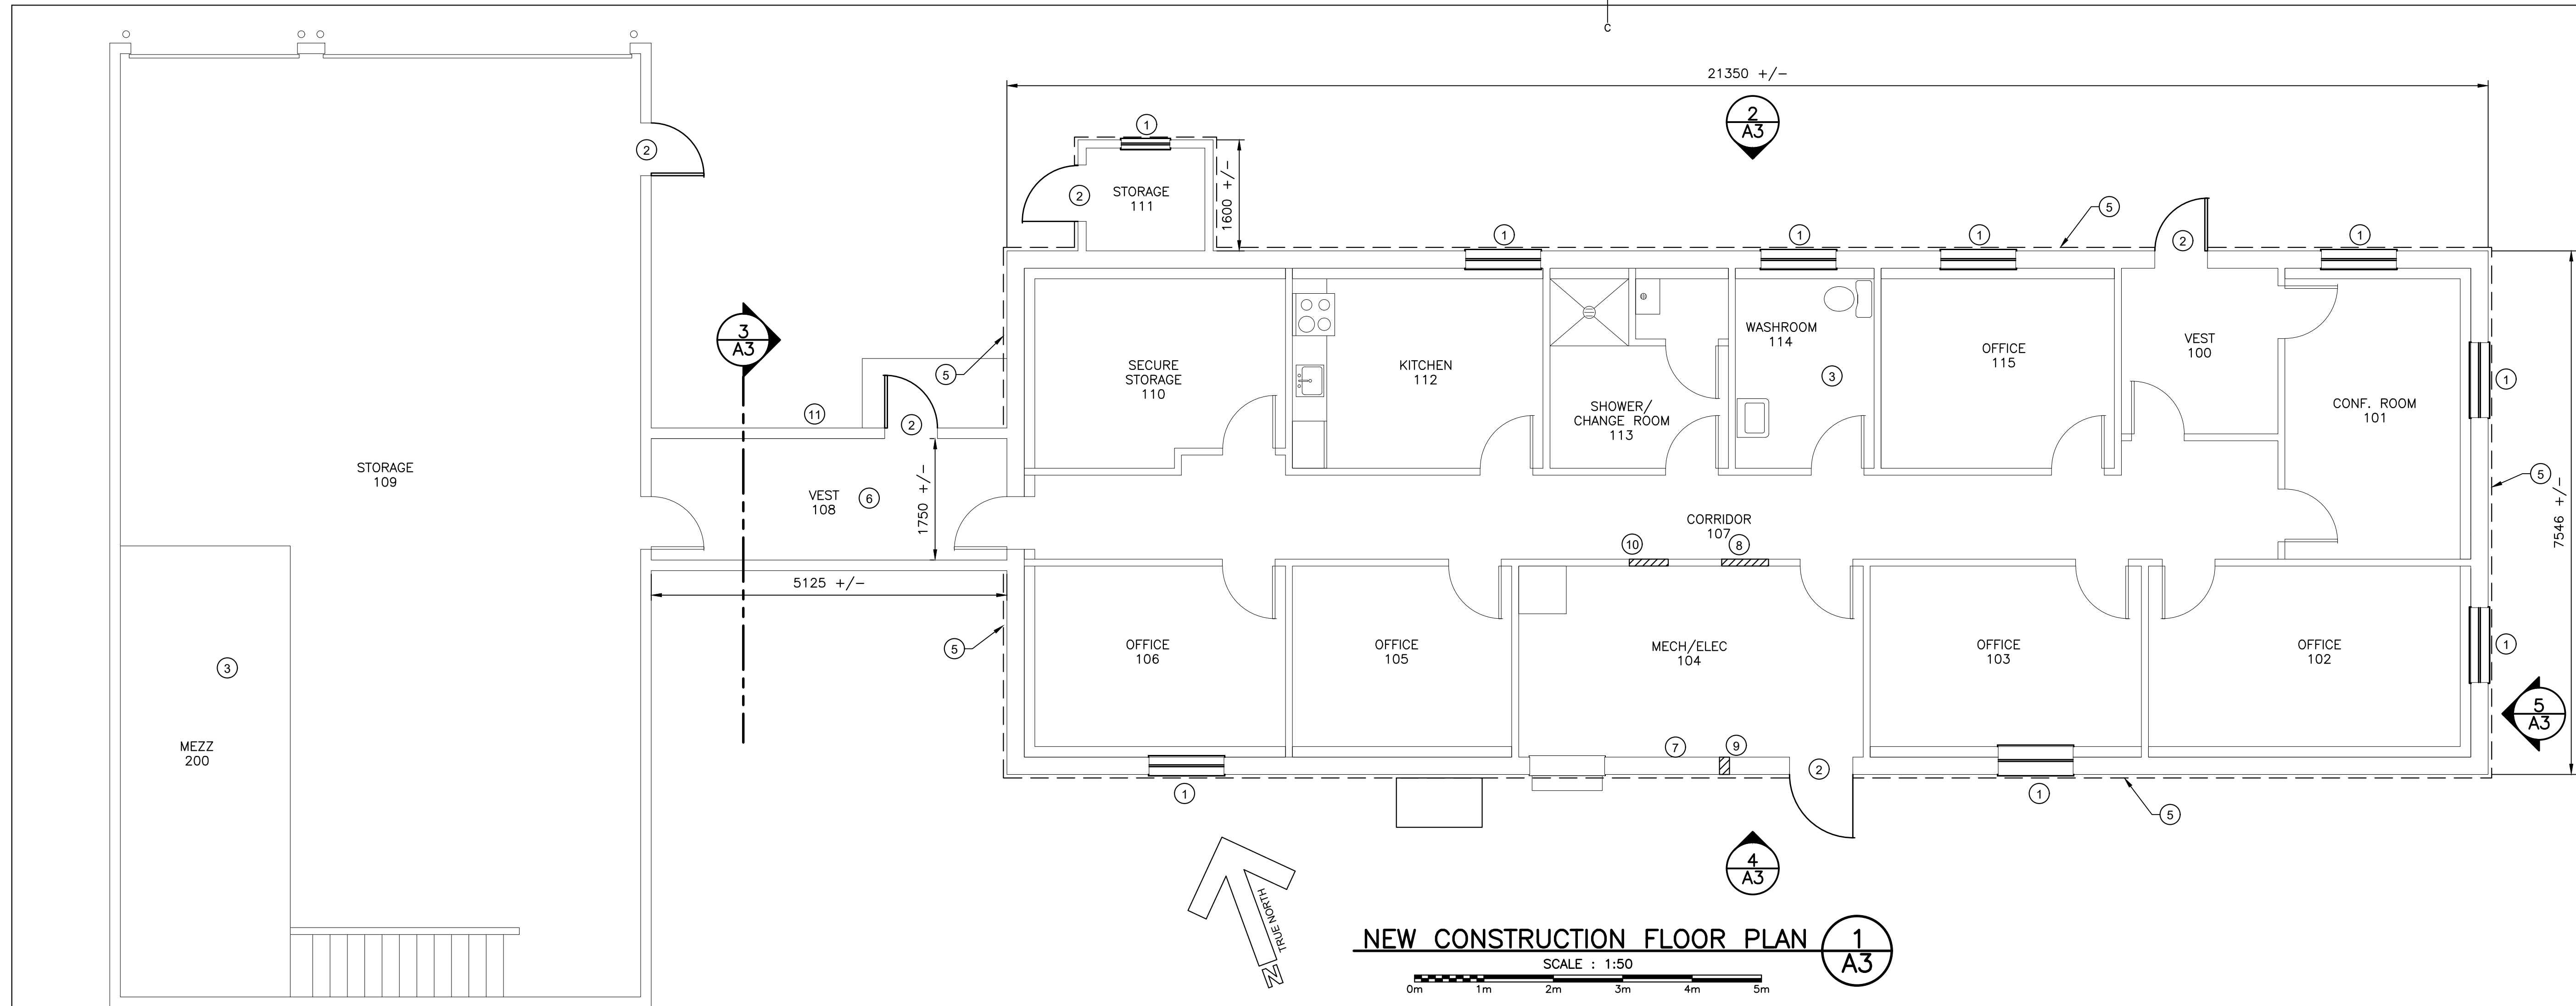 C
21350 +/-
2
A3
1
2
2
STORAGE
111
1600 +/-
1
1
1
5
2
1
3
A3
5
SECURE
STORAGE
110
KITCHEN
112
SHOWER/
CHANGE ROOM
113
WASHROOM
114
3
OFFICE
115
VEST
100
CONF. ROOM
101
1
11
2
STORAGE
109
VEST
108
6
1750 +/-
CORRIDOR
107
10
8
5
7546 +/-
5125 +/-
5
OFFICE
106
OFFICE
105
MECH/ELEC
104
OFFICE
103
OFFICE
102
1
3
MEZZ
200
7
9
2
1
1
5
5
A3
4
A3
TRUE NORTH
N
NEW CONSTRUCTION FLOOR PLAN
1
A3
SCALE : 1:50
0m 1m 2m 3m 4m 5m